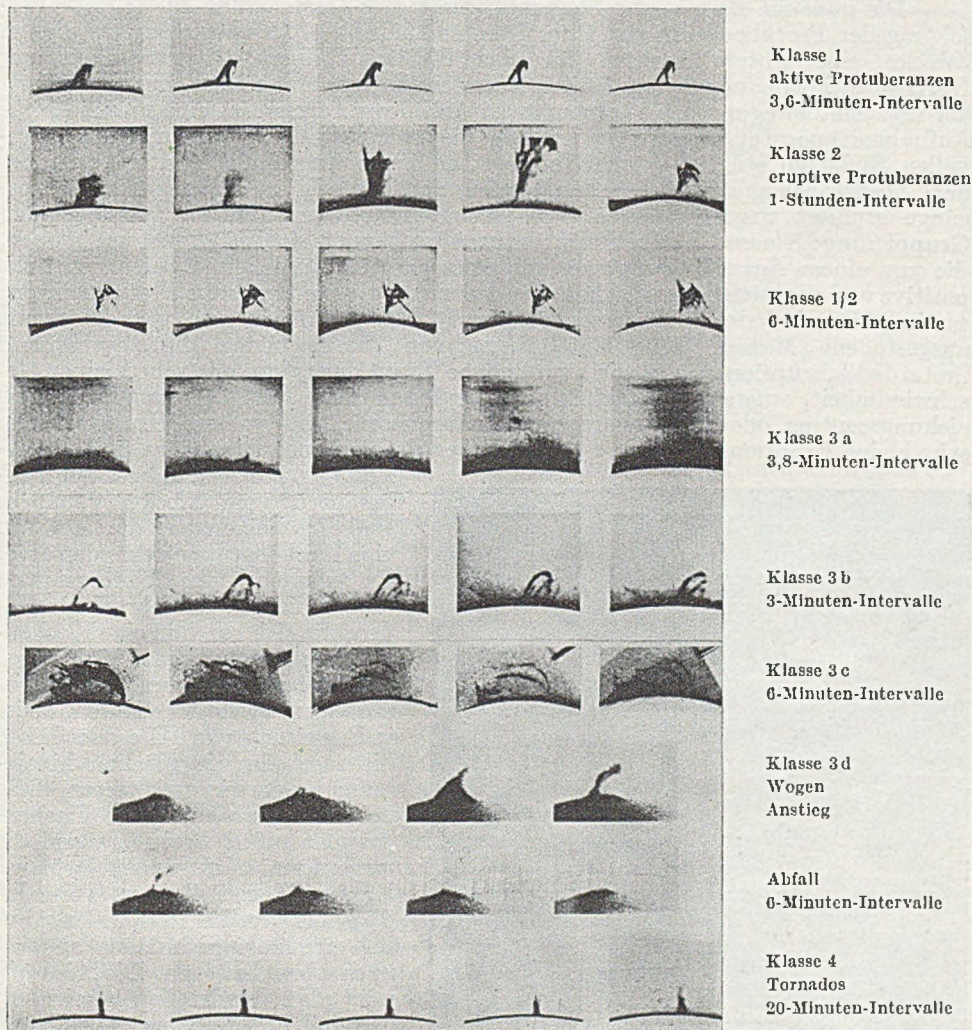 Klasse 1
aktive Protuberanzen
3,6-Minuten-Intervalle
Klasse 2
eruptive Protuberanzen
1-Stunden-Intervalle
Klasse 1/2
6-Minuten-Intervalle
Klasse 3 a
3,8-Minuten-Intervalle
Klasse 3 b
3-Minuten-Intervalle
Klasse 3 c
6-Minuten-Intervalle
Klasse 3 d
Wogen
Anstieg
Abfall
6-Minuten-Intervalle
Klasse 4
Tornados
20-Minuten-Intervalle